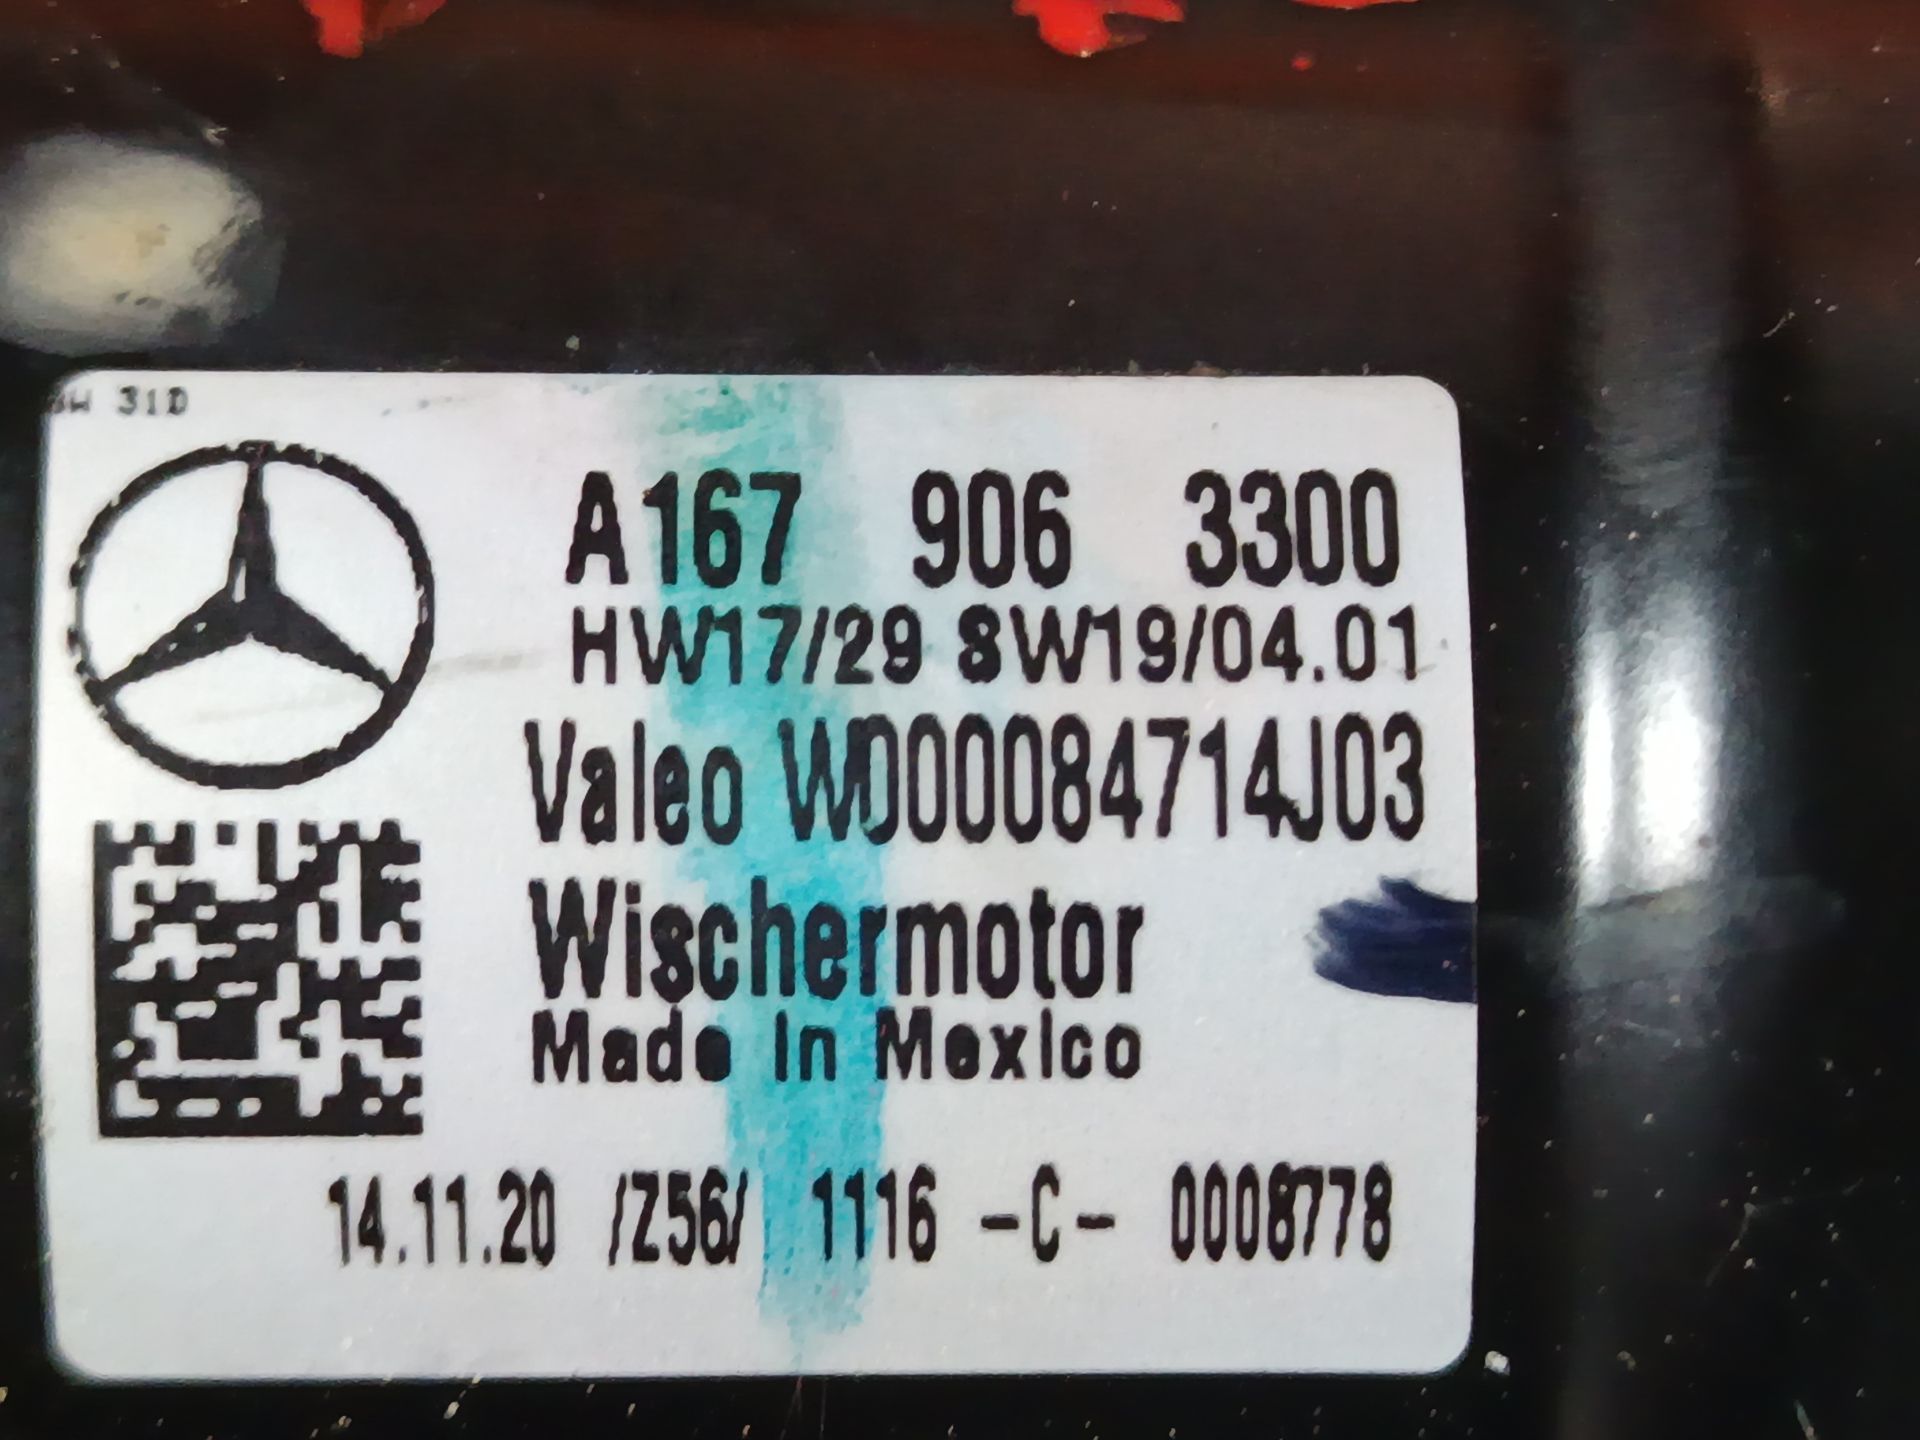 31D
A167 906 3300
HW17/29 SW19/04.01
Valeo W000084714J03
Wischermotor
Made In Mexico
14.11.20 /Z56/ 1116 -C- 0008778